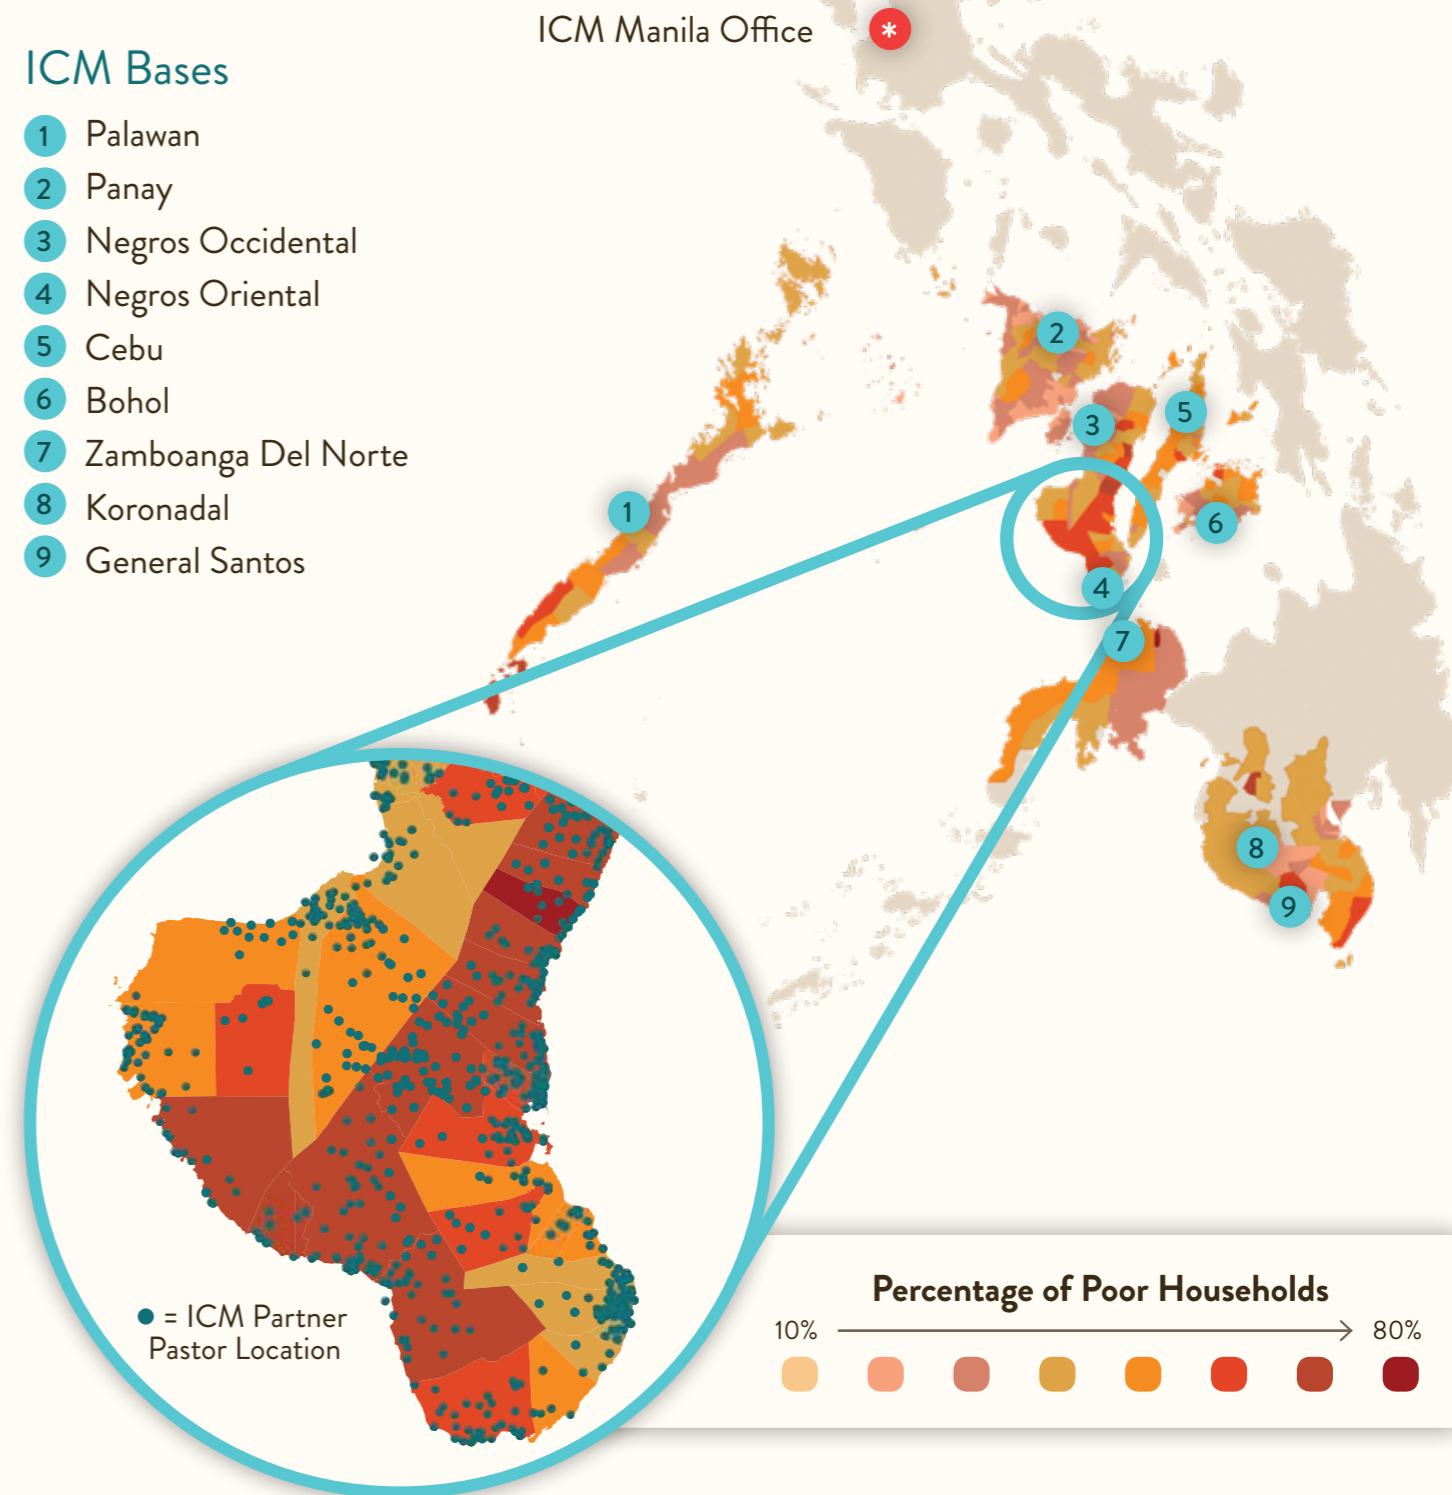 ICM Manila Office
*
ICM Bases
1 Palawan
2 Panay
3 Negros Occidental
4 Negros Oriental
5 Cebu
6 Bohol
7 Zamboanga Del Norte
8 Koronadal
9 General Santos
2
5
3
1
6
4
7
8
9
= ICM Partner
Pastor Location
Percentage of Poor Households
10% 80%